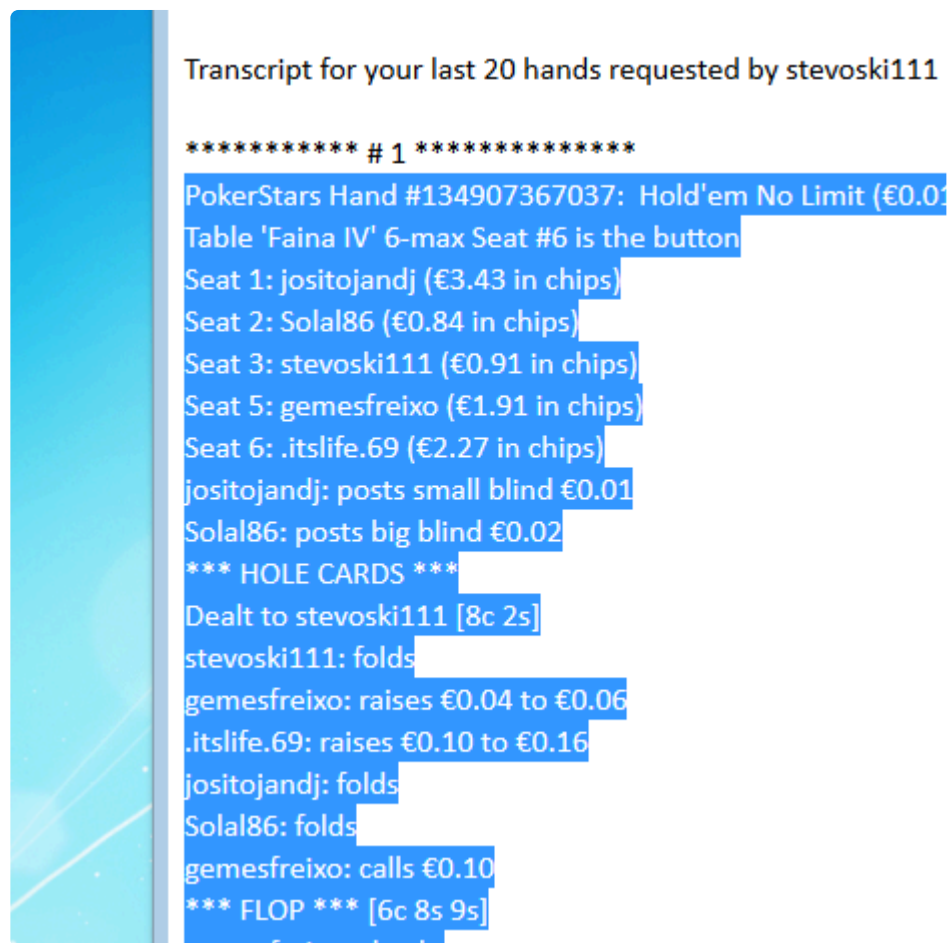 Transcript for your last 20 hands requested by stevoski111
*********** # 1 **************
PokerStars Hand #134907367037:  Hold'em No Limit (€0.01
Table 'Faina IV' 6-max Seat #6 is the button
Seat 1: jositojandj (€3.43 in chips)
Seat 2: Solal86 (€0.84 in chips)
Seat 3: stevoski111 (€0.91 in chips)
Seat 5: gemesfreixo (€1.91 in chips)
Seat 6: .itslife.69 (€2.27 in chips)
jositojandj: posts small blind €0.01
Solal86: posts big blind €0.02
*** HOLE CARDS ***
Dealt to stevoski111 [8c 2s]
stevoski111: folds
gemesfreixo: raises €0.04 to €0.06
.itslife.69: raises €0.10 to €0.16
jositojandj: folds
Solal86: folds
gemesfreixo: calls €0.10
*** FLOP *** [6c 8s 9s]